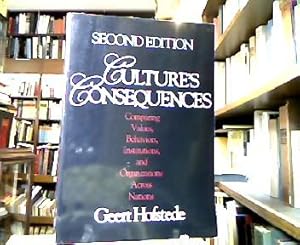 SECOND EDITION
CULTURE'S
CONSEQUENCES
Comparing
Values,
Behaviors,
Institutions,
and
Organizations
Across
Nations
Geert Hofstede